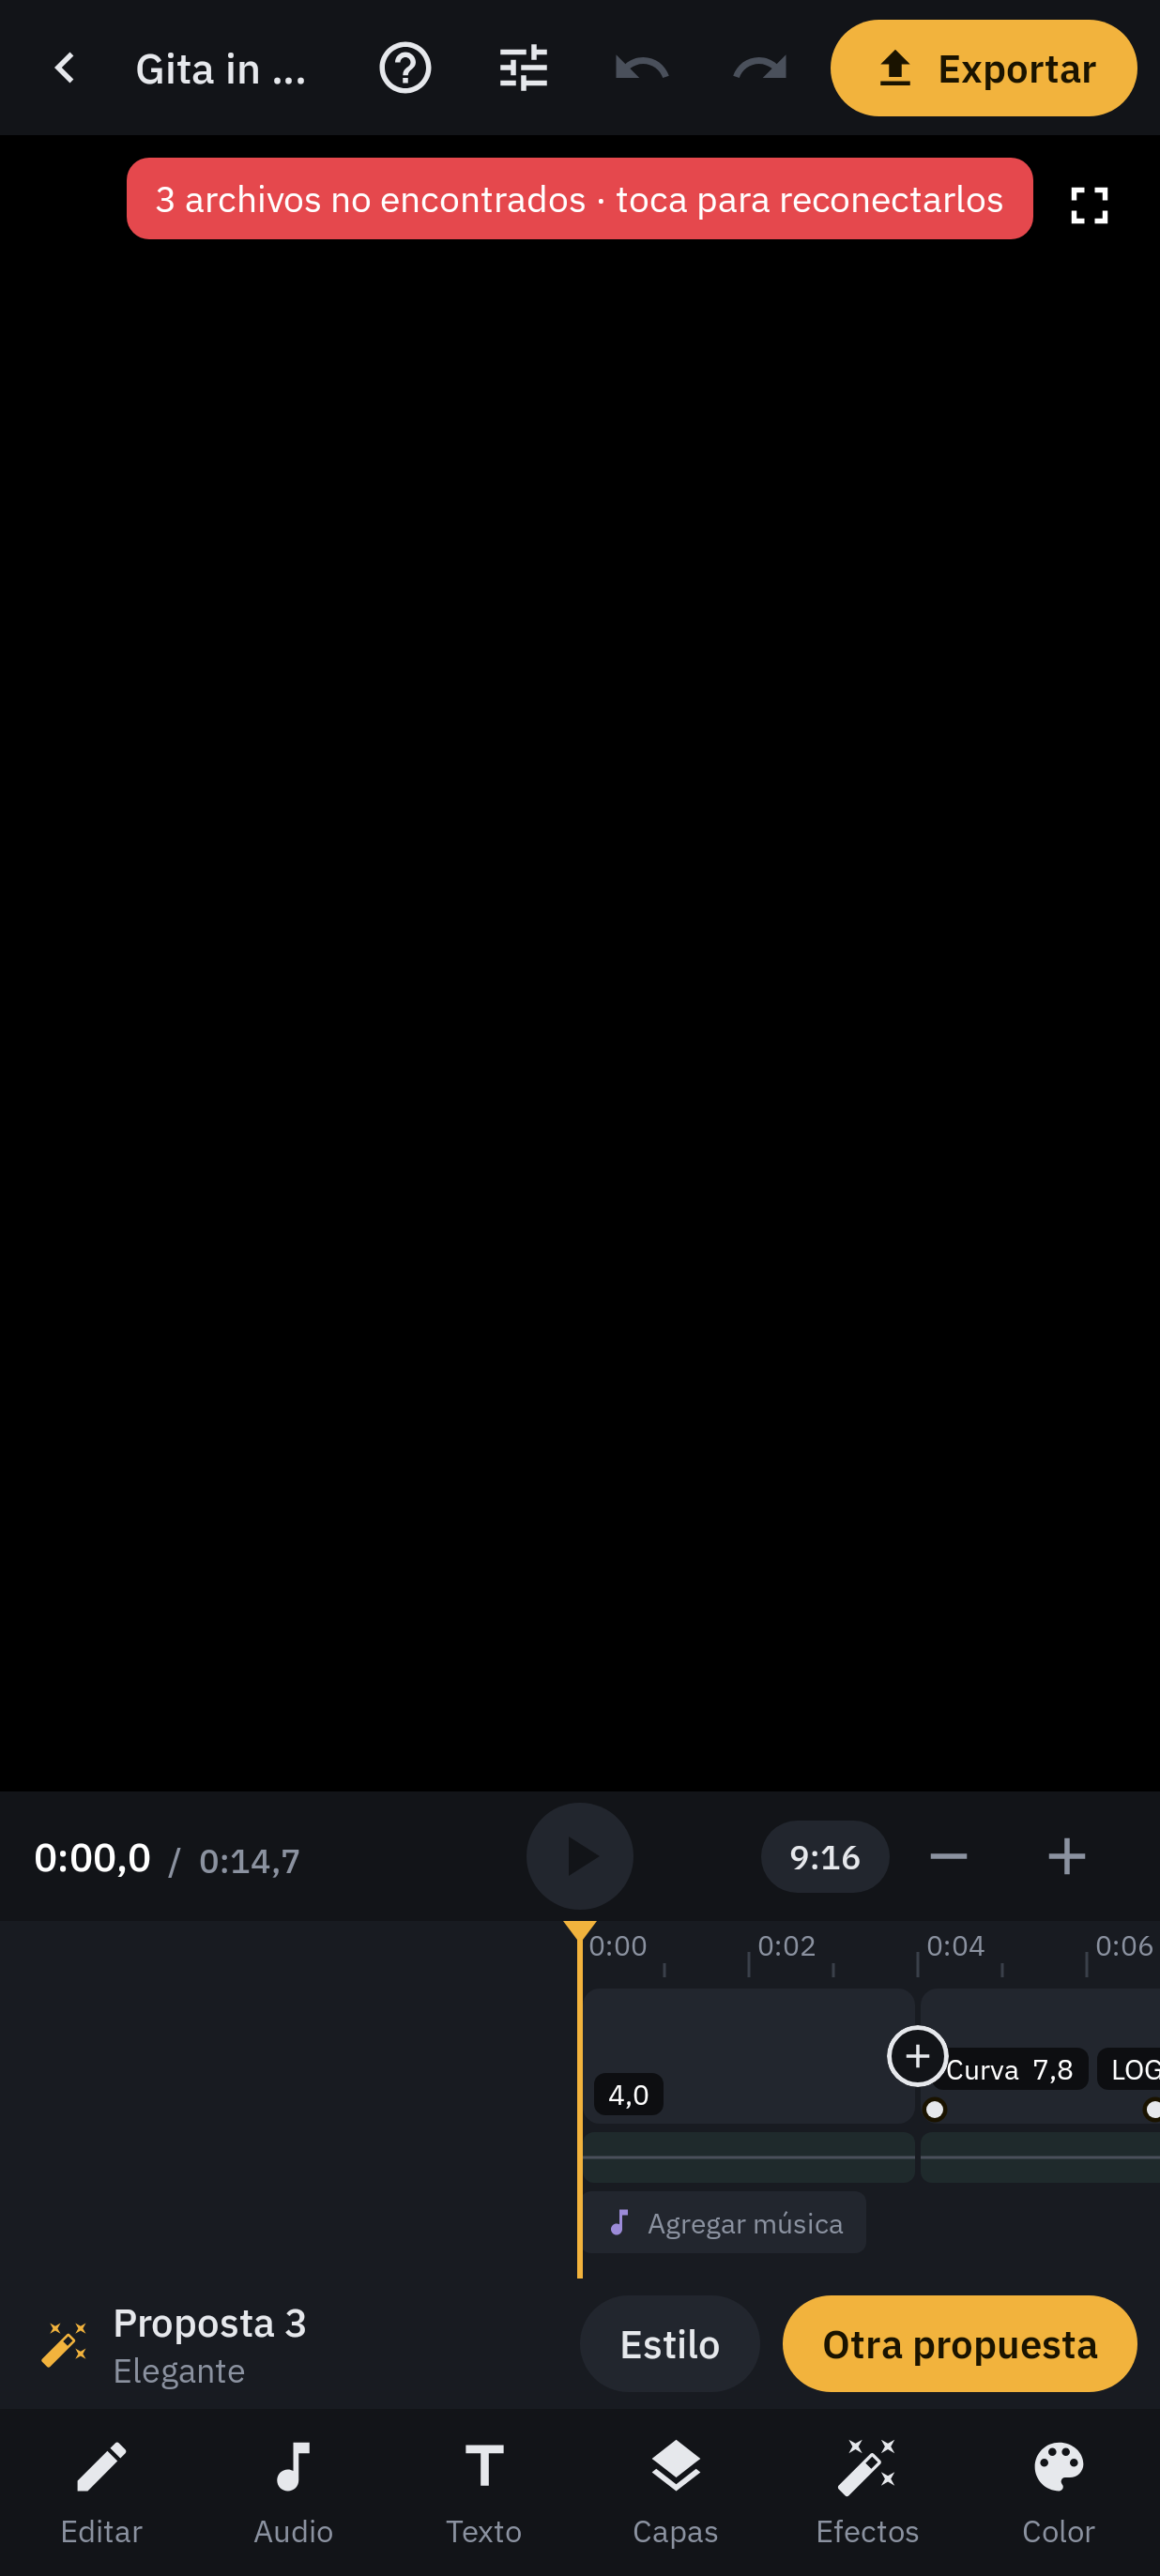 Gita in ...
Exportar
3 archivos no encontrados · toca para reconectarlos
0:00,0 / 0:14,7
9:16
0:00 0:02 0:04 0:06
Curva 7,8 LOG
4,0
Agregar música
Proposta 3
Elegante
Estilo
Otra propuesta
Editar Audio Texto Capas Efectos Color